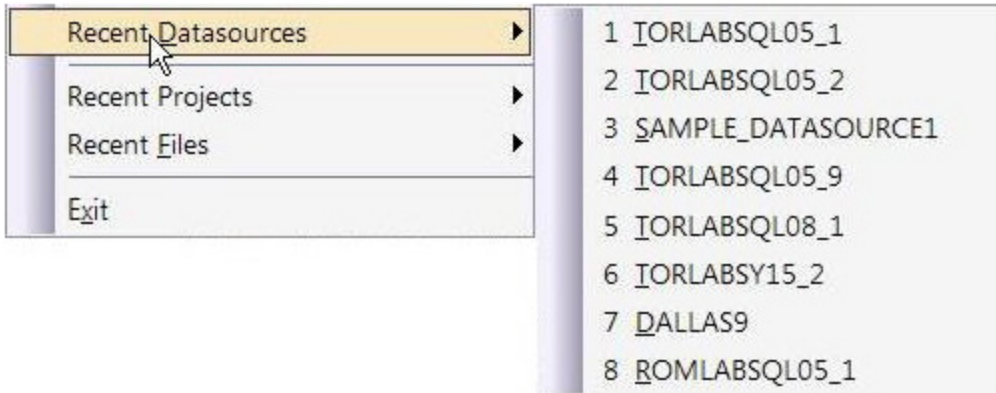 Recent Datasources
Recent Projects
Recent Files
Exit
1 TORLABSQL05_1
2 TORLABSQL05_2
3 SAMPLE_DATASOURCE1
4 TORLABSQL05_9
5 TORLABSQL08_1
6 TORLABSY15_2
7 DALLAS9
8 ROMLABSQL05_1